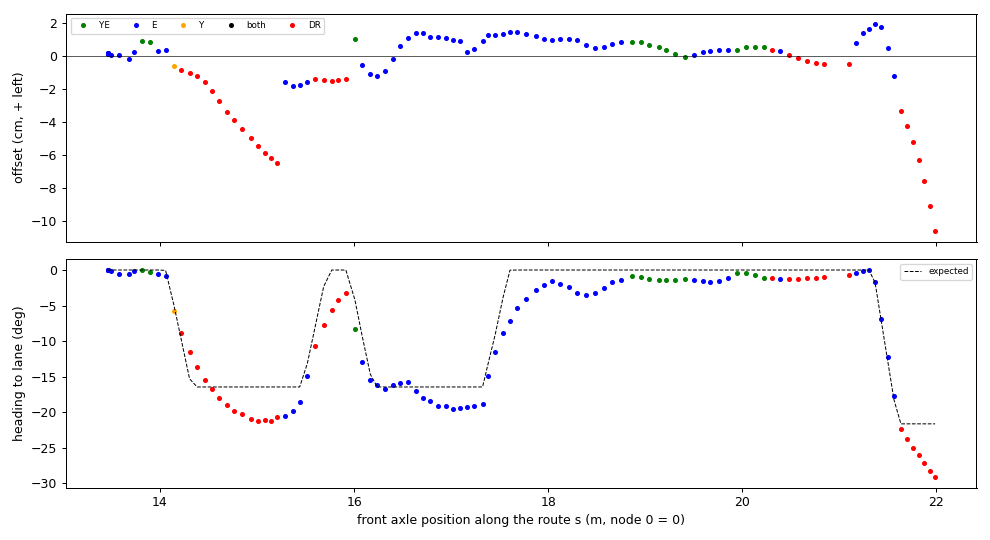 2
0
−2
−4
−6
−8
−10
offset (cm, + left)
YE E Y both DR
0
−5
−10
−15
−20
−25
−30
heading to lane (deg)
expected
14 16 18 20 22
front axle position along the route s (m, node 0 = 0)